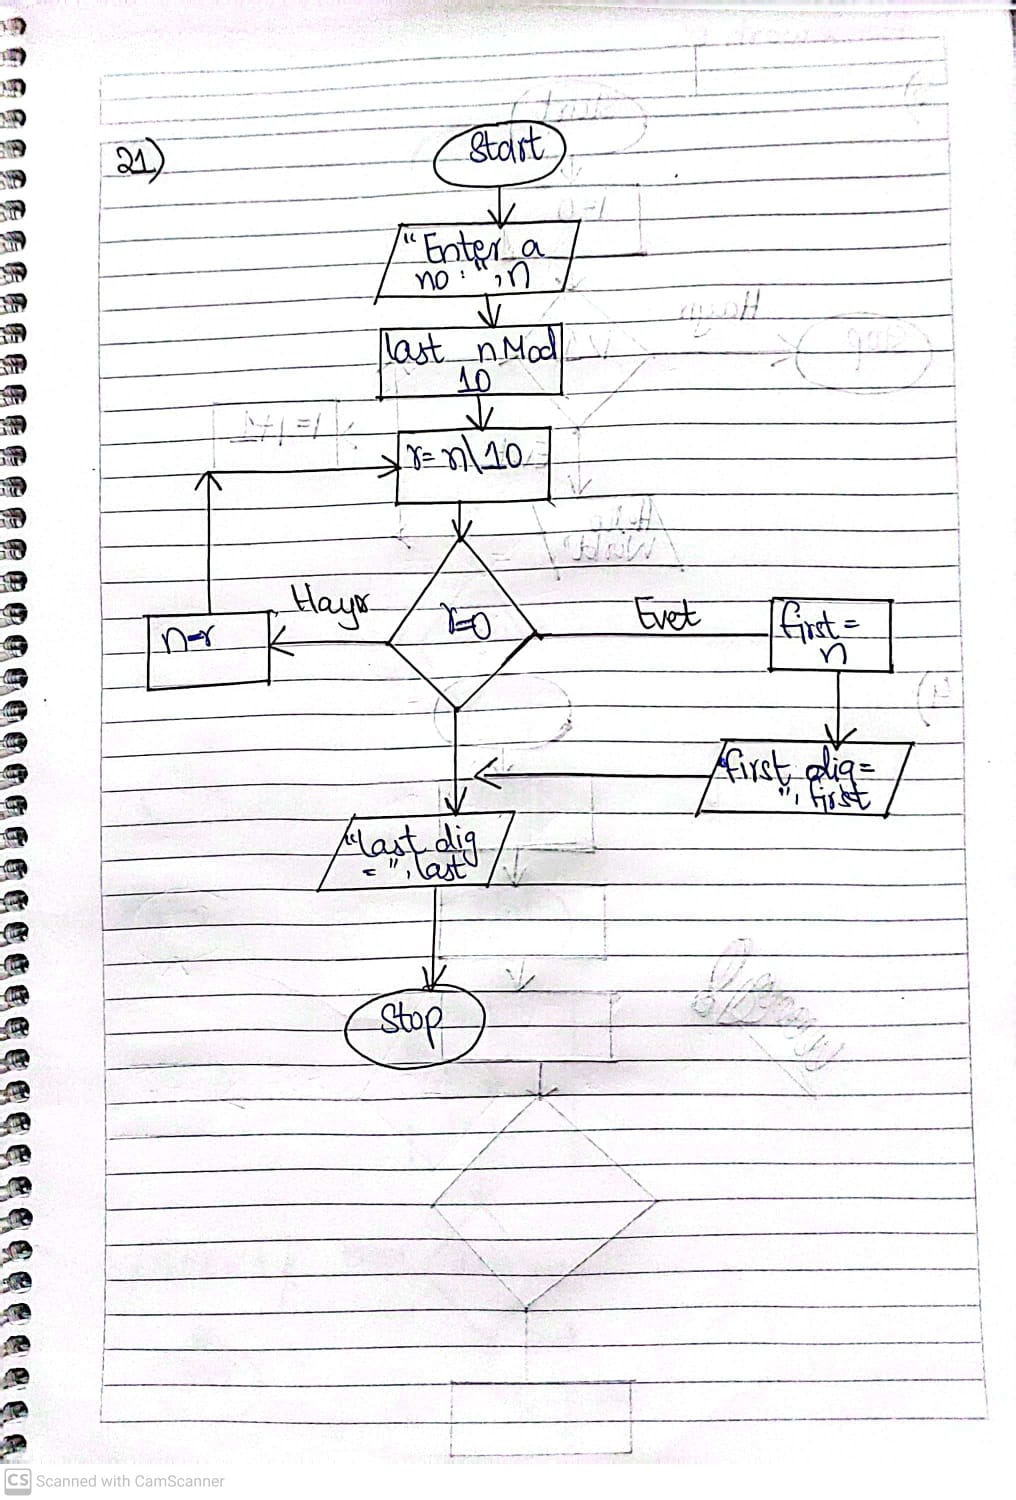 21)
Start
"Enter a
no : ", n
last n Mod
10
r = n\10
r=0
Hayır
n=r
Evet
first =
n
"first dig =
", first
"last dig
= ", last
Stop
CS Scanned with CamScanner